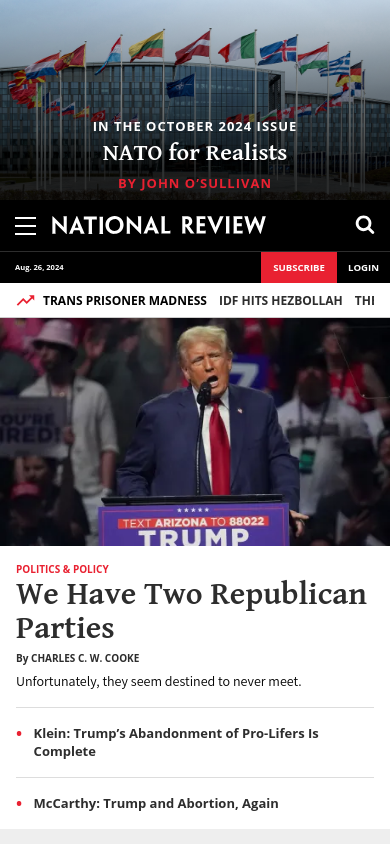 IN THE OCTOBER 2024 ISSUE
NATO for Realists
BY JOHN O'SULLIVAN
NATIONAL REVIEW
Aug. 26, 2024
SUBSCRIBE
LOGIN
TRANS PRISONER MADNESS IDF HITS HEZBOLLAH THI
YOU'RE
FIRED!
TEXT ARIZONA TO 88022
TRUMP
POLITICS & POLICY
We Have Two Republican
Parties
By CHARLES C. W. COOKE
Unfortunately, they seem destined to never meet.
• Klein: Trump’s Abandonment of Pro-Lifers Is
Complete
• McCarthy: Trump and Abortion, Again